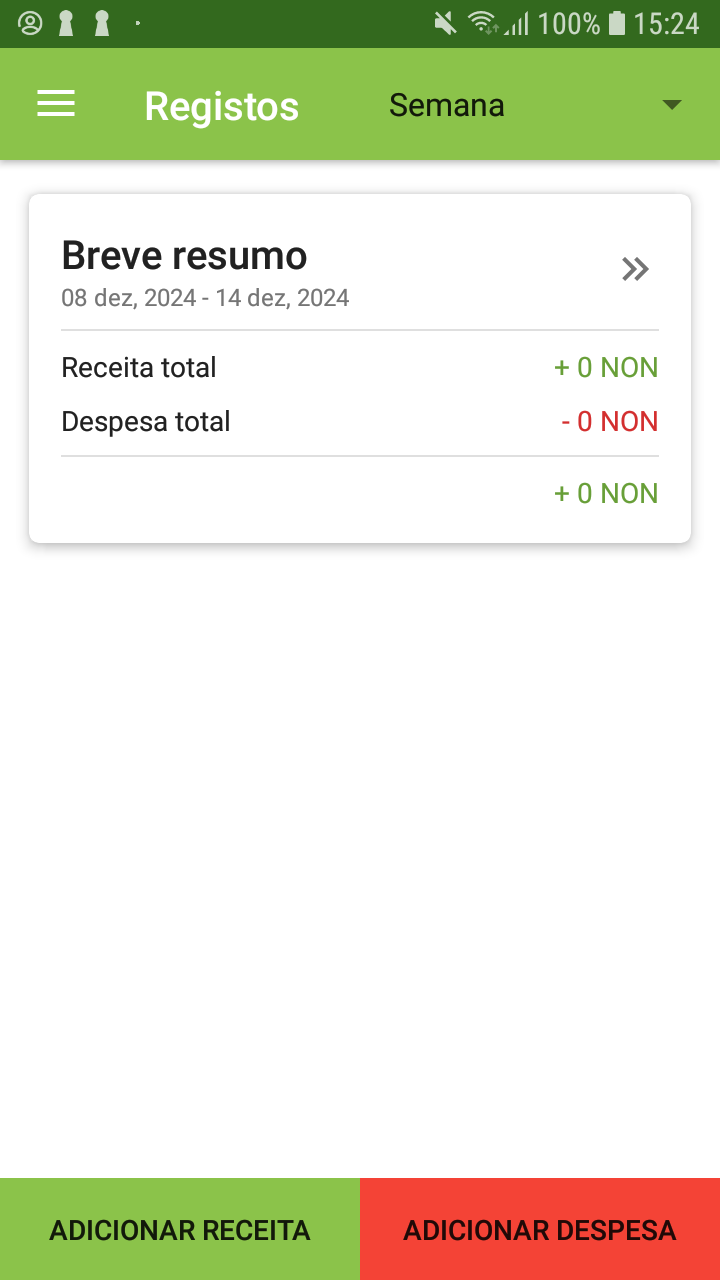 100% 15:24
Registos Semana
Breve resumo
08 dez, 2024 - 14 dez, 2024
Receita total + 0 NON
Despesa total - 0 NON
+ 0 NON
ADICIONAR RECEITA ADICIONAR DESPESA